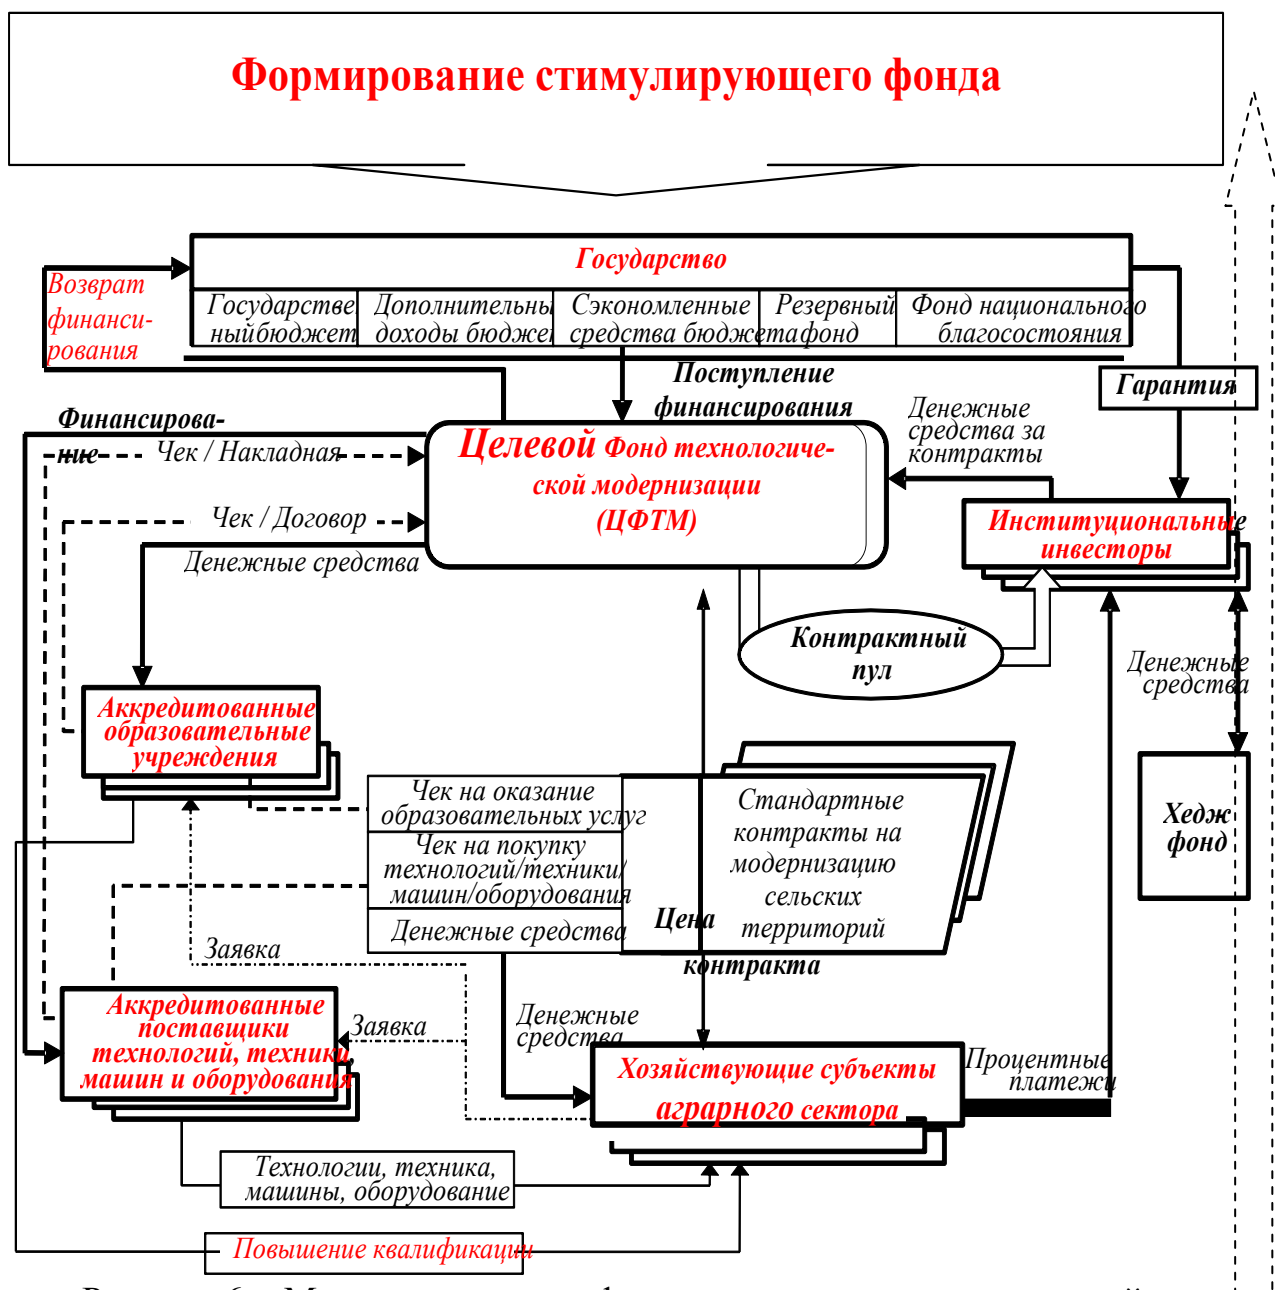 Формирование стимулирующего фонда
Государство
Возврат
финанси-
рования
Государствен
ный бюджет
Дополнительны
доходы бюджет
Сэкономленные
средства бюджета
Резервный
фонд
Фонд национального
благосостояния
Поступление
финансирования
Гарантия
Финансирова-
ние
Чек / Накладная
Целевой Фонд технологиче-
ской модернизации
(ЦФТМ)
Денежные
средства за
контракты
Чек / Договор
Денежные средства
Институциональные
инвесторы
Контрактный
пул
Денежные
средства
Аккредитованные
образовательные
учреждения
Чек на оказание
образовательных услуг
Чек на покупку
технологий/техники/
машин/оборудования
Денежные средства
Стандартные
контракты на
модернизацию
сельских
территорий
Цена
контракта
Хедж
фонд
Заявка
Аккредитованные
поставщики
технологий, техники,
машин и оборудования
Заявка
Денежные
средства
Хозяйствующие субъекты
аграрного сектора
Процентные
платежи
Технологии, техника,
машины, оборудование
Повышение квалификации